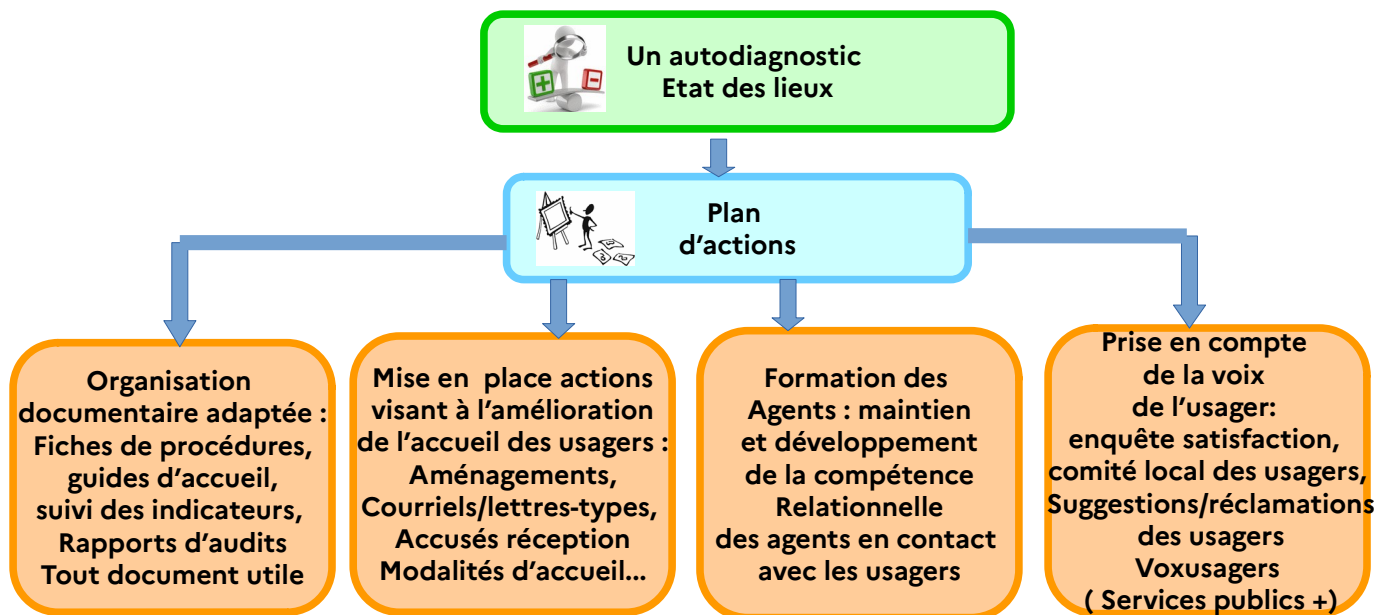 Un autodiagnostic
Etat des lieux
Plan
d'actions
Organisation
documentaire adaptée :
Fiches de procédures,
guides d'accueil,
suivi des indicateurs,
Rapports d'audits
Tout document utile
Mise en  place actions
visant à l'amélioration
de l'accueil des usagers :
Aménagements,
Courriels/lettres-types,
Accusés réception
Modalités d'accueil...
Formation des
Agents : maintien
et développement
de la compétence
Relationnelle
des agents en contact
avec les usagers
Prise en compte
de la voix
de l'usager:
enquête satisfaction,
comité local des usagers,
Suggestions/réclamations
des usagers
Voxusagers
( Services publics +)